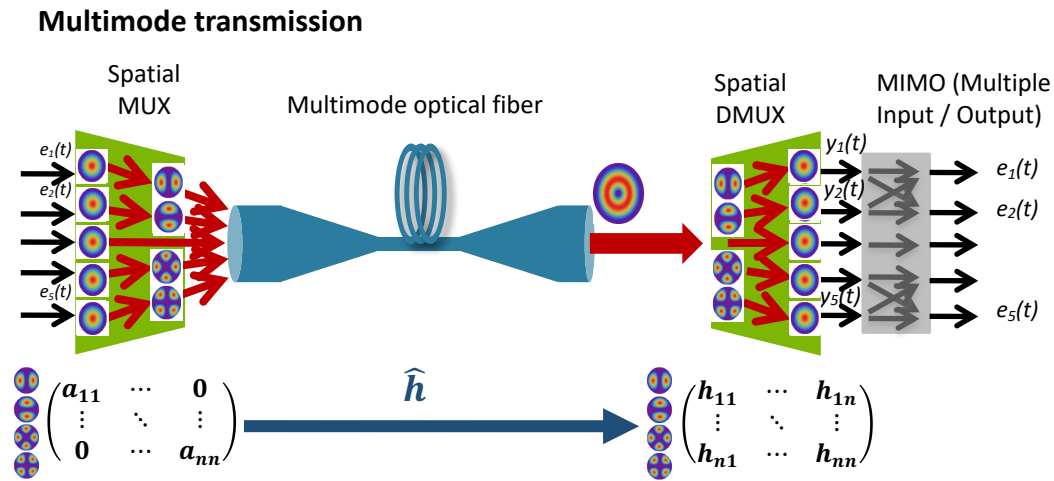 Multimode transmission
Spatial
MUX
Multimode optical fiber
Spatial
DMUX
MIMO (Multiple
Input / Output)
e₁(t)
e₂(t)
e₅(t)
y₁(t)
y₂(t)
y₅(t)
e₁(t)
e₂(t)
e₅(t)
a₁₁ ⋯ 0
⋮ ⋱ ⋮
0 ⋯ aₙₙ
ĥ
h₁₁ ⋯ h₁ₙ
⋮ ⋱ ⋮
hₙ₁ ⋯ hₙₙ